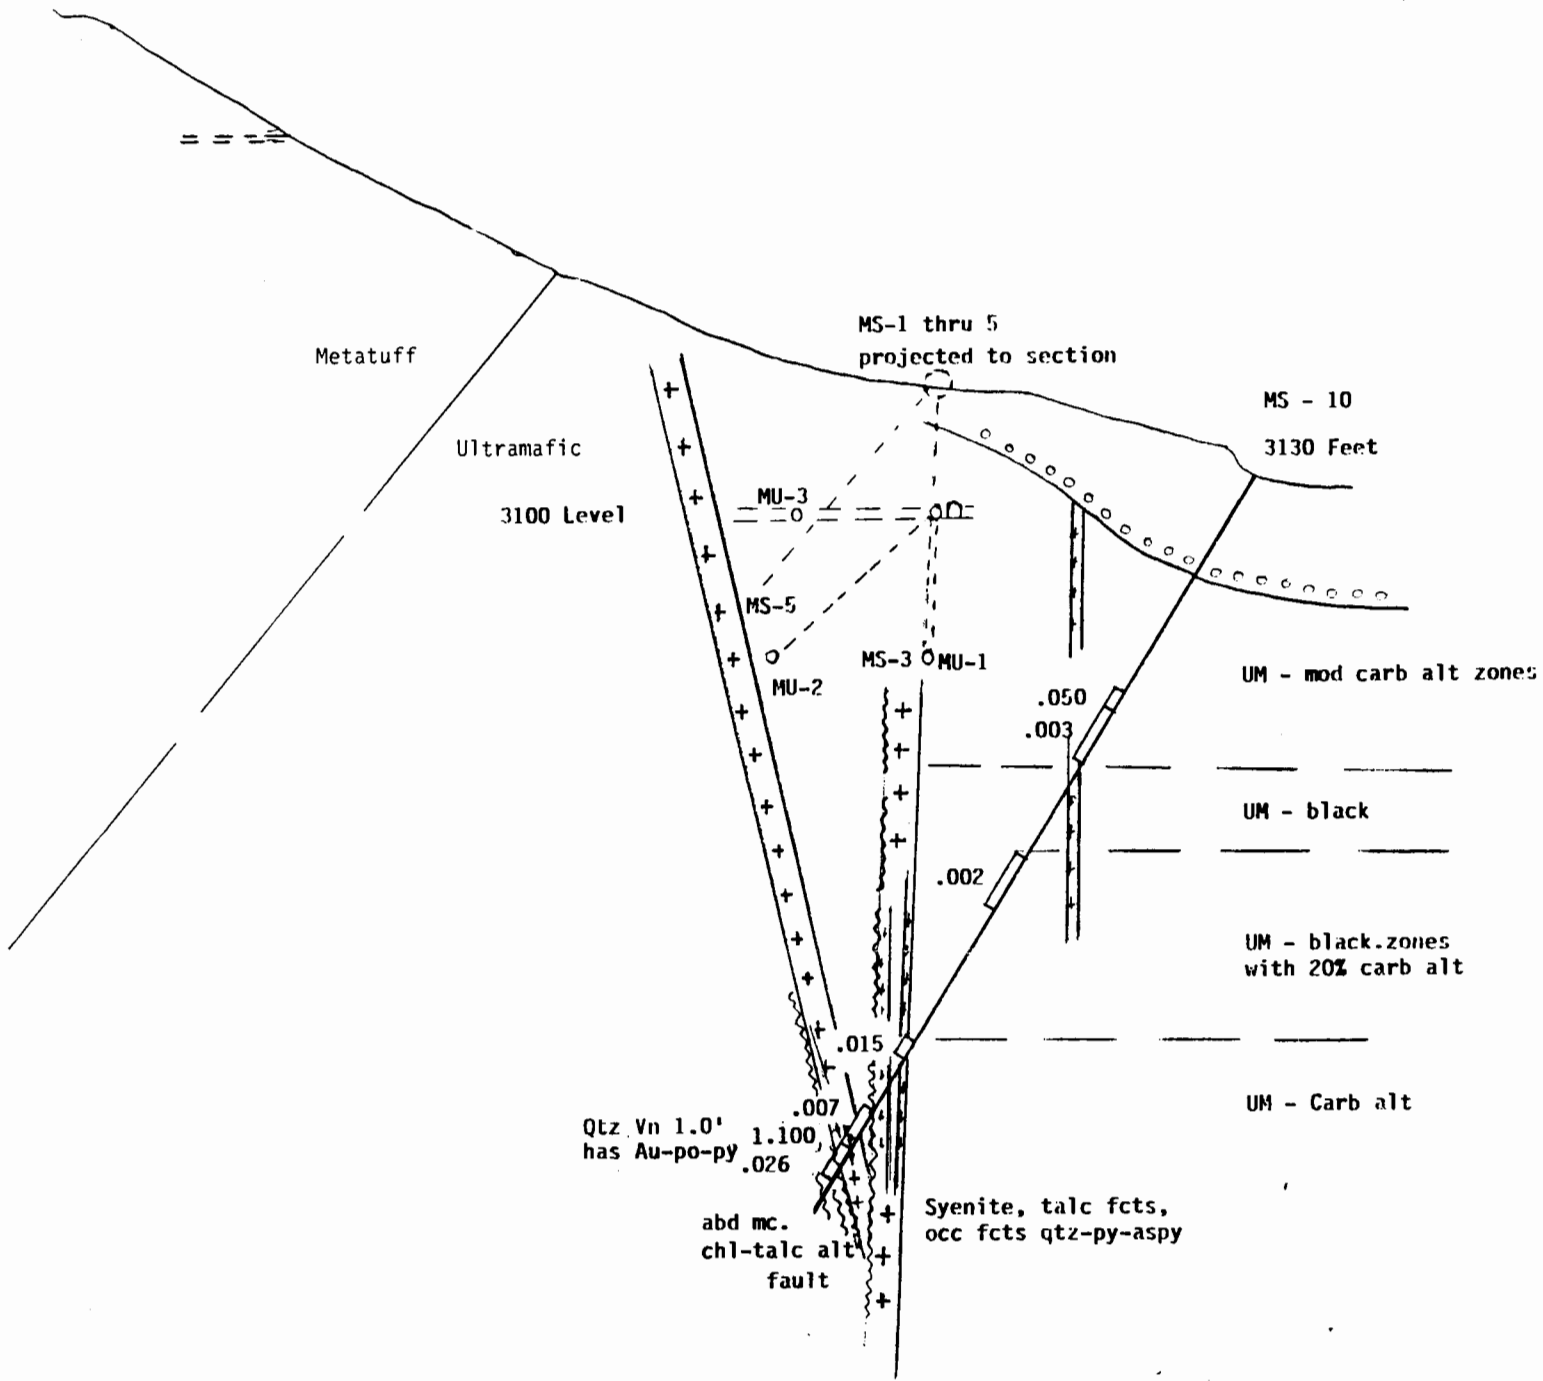 MS-1 thru 5
projected to section
Metatuff
MS - 10
3130 Feet
Ultramafic
3100 Level
MU-3
MS-5
MU-2
MS-3
MU-1
UM - mod carb alt zones
.050
.003
UM - black
.002
UM - black.zones
with 20% carb alt
.015
UM - Carb alt
.007
Qtz Vn 1.0'
has Au-po-py
1.100
.026
Syenite, talc fcts,
occ fcts qtz-py-aspy
abd mc.
chl-talc alt
fault